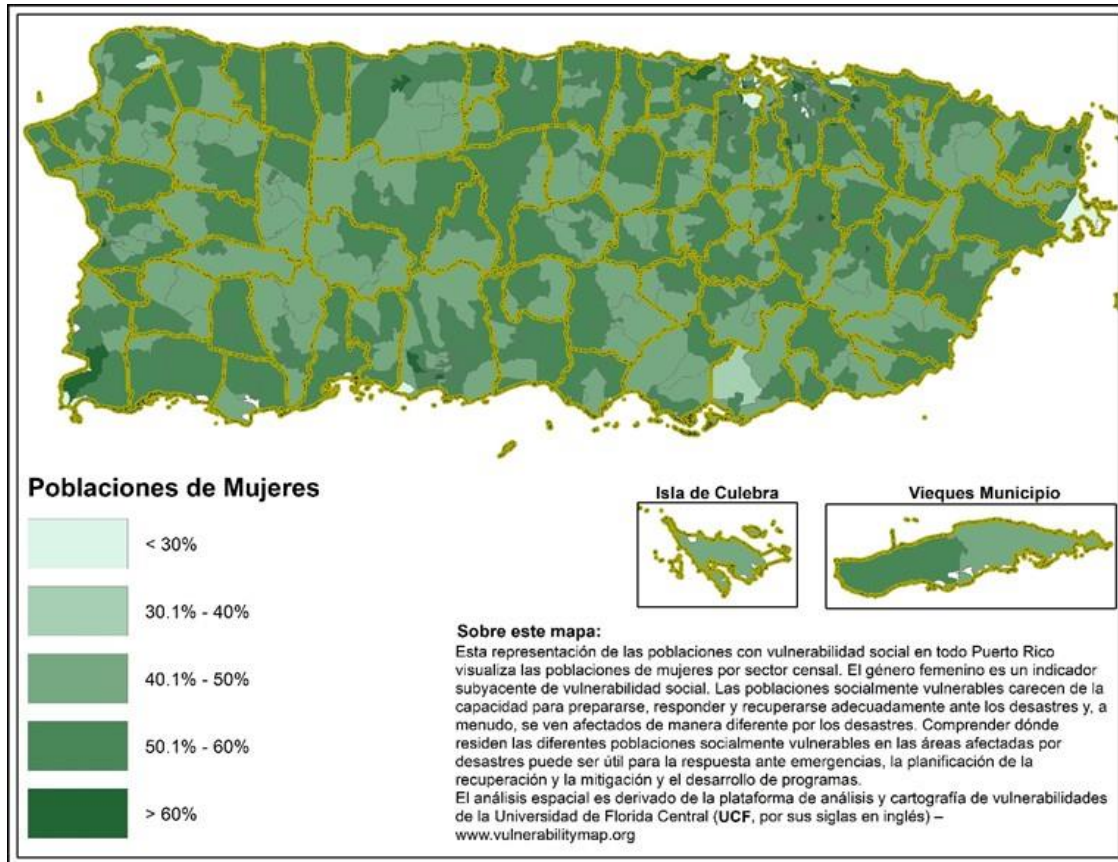 Poblaciones de Mujeres
< 30%
30.1% - 40%
40.1% - 50%
50.1% - 60%
> 60%
Isla de Culebra
Vieques Municipio
Sobre este mapa:
Esta representación de las poblaciones con vulnerabilidad social en todo Puerto Rico
visualiza las poblaciones de mujeres por sector censal. El género femenino es un indicador
subyacente de vulnerabilidad social. Las poblaciones socialmente vulnerables carecen de la
capacidad para prepararse, responder y recuperarse adecuadamente ante los desastres y, a
menudo, se ven afectados de manera diferente por los desastres. Comprender dónde
residen las diferentes poblaciones socialmente vulnerables en las áreas afectadas por
desastres puede ser útil para la respuesta ante emergencias, la planificación de la
recuperación y la mitigación y el desarrollo de programas.
El análisis espacial es derivado de la plataforma de análisis y cartografía de vulnerabilidades
de la Universidad de Florida Central (UCF, por sus siglas en inglés) –
www.vulnerabilitymap.org